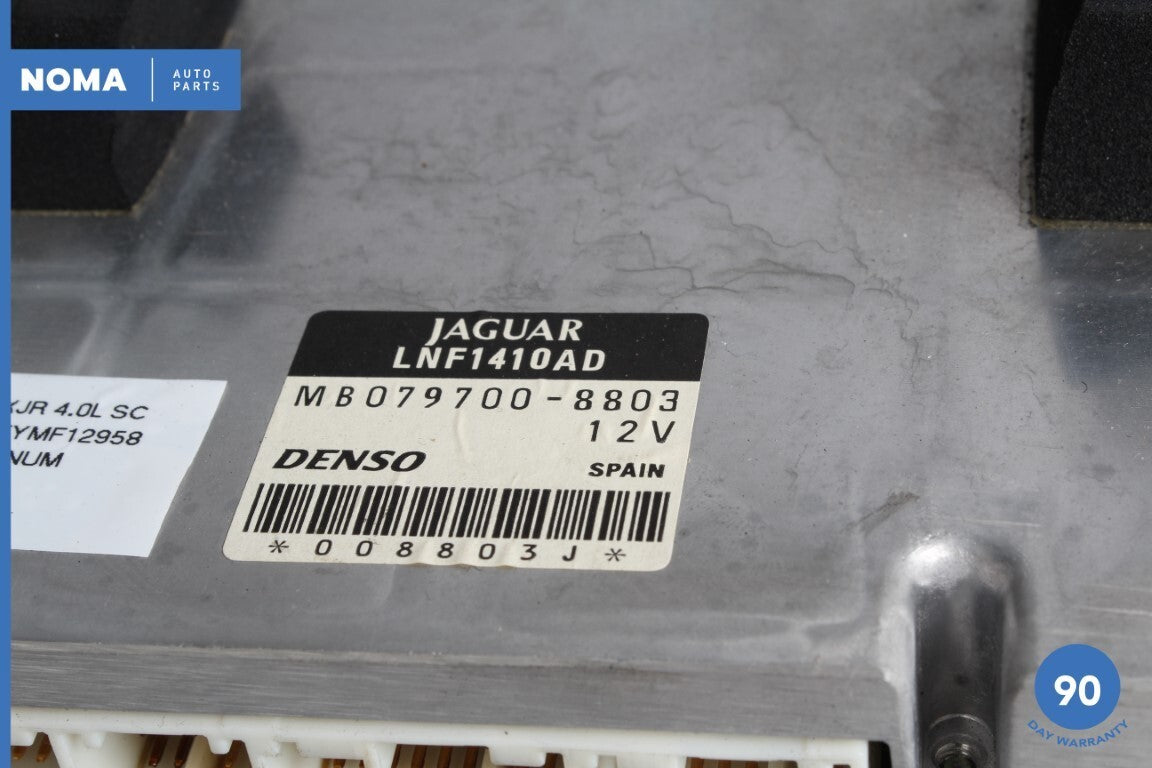 NOMA
AUTO
PARTS
JAGUAR
LNF1410AD
MB079700-8803
12V
DENSO
SPAIN
*008803J*
XJR 4.0L SC
YMF12958
NUM
90
DAY WARRANTY